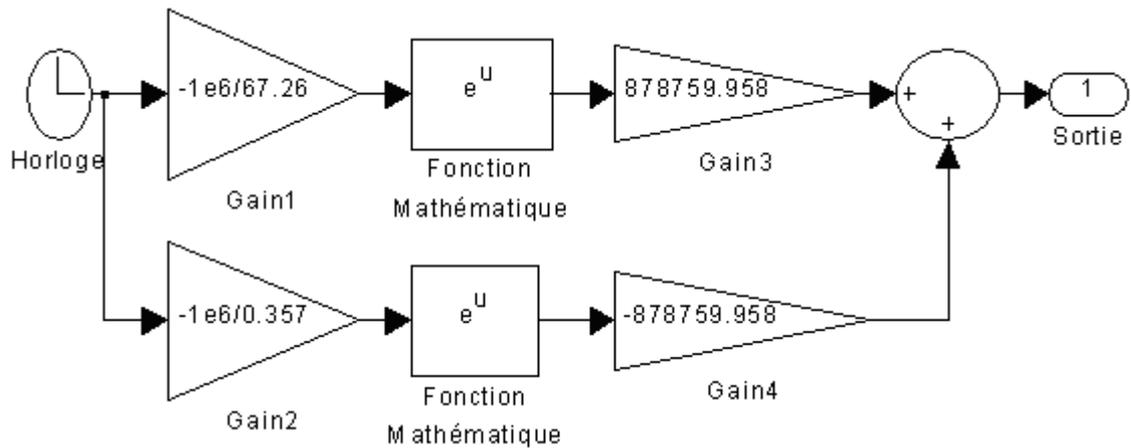 -1e6/67.26
e^u
878759.958
+
+
1
Horloge
Gain1
Fonction
Mathématique
Gain3
Sortie
-1e6/0.357
e^u
-878759.958
Gain2
Fonction
Mathématique
Gain4